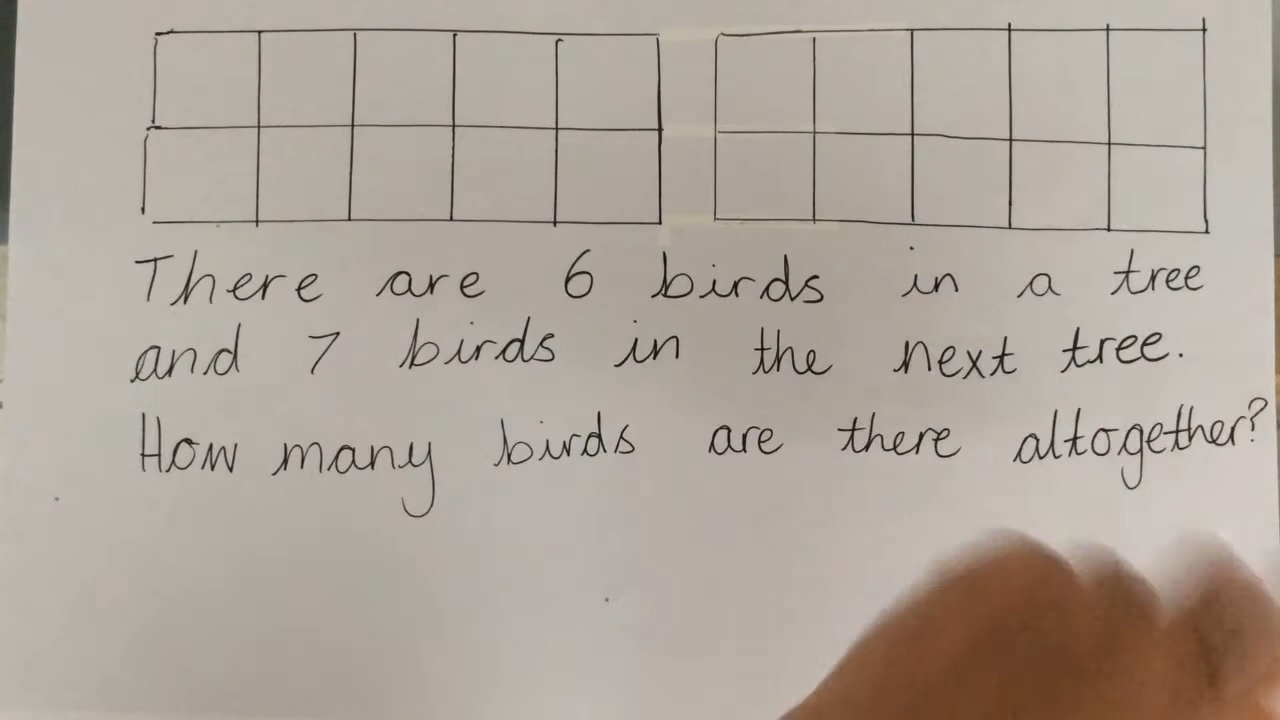 There are 6 birds in a tree
and 7 birds in the next tree.
How many birds are there altogether?